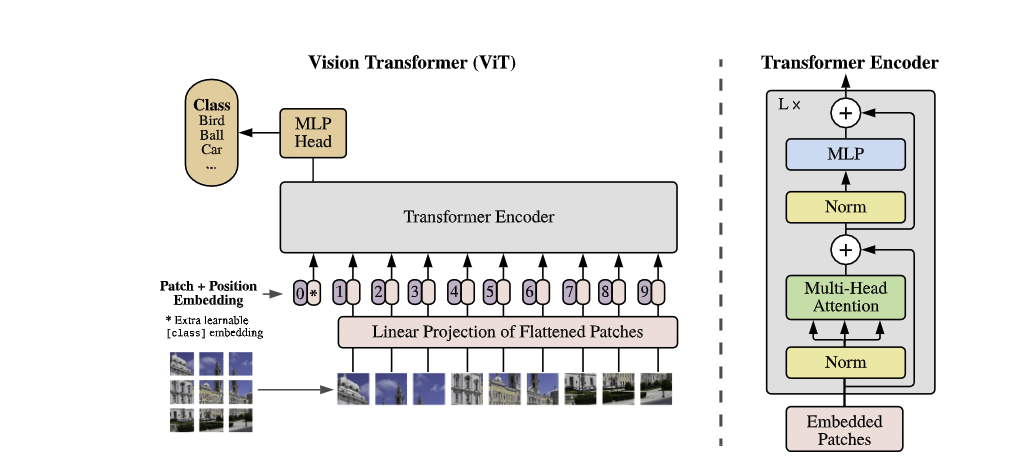 Vision Transformer (ViT)
Class
Bird
Ball
Car
...
MLP
Head
Transformer Encoder
Patch + Position
Embedding
0 * 1 2 3 4 5 6 7 8 9
* Extra learnable
[class] embedding
Linear Projection of Flattened Patches
Transformer Encoder
L ×
+
MLP
Norm
+
Multi-Head
Attention
Norm
Embedded
Patches